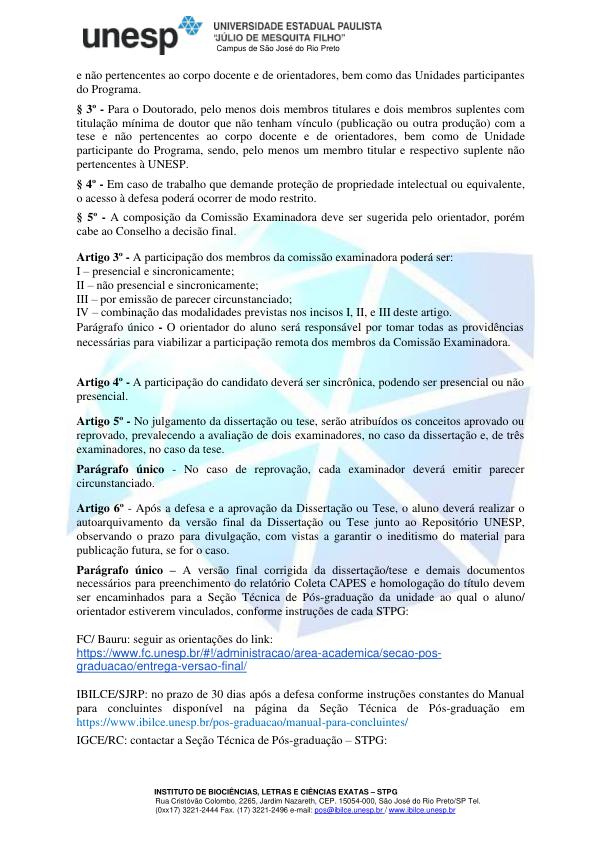 unesp
UNIVERSIDADE ESTADUAL PAULISTA
“JÚLIO DE MESQUITA FILHO”
Campus de São José do Rio Preto
e não pertencentes ao corpo docente e de orientadores, bem como das Unidades participantes
do Programa.
§ 3º - Para o Doutorado, pelo menos dois membros titulares e dois membros suplentes com
titulação mínima de doutor que não tenham vínculo (publicação ou outra produção) com a
tese e não pertencentes ao corpo docente e de orientadores, bem como de Unidade
participante do Programa, sendo, pelo menos um membro titular e respectivo suplente não
pertencentes à UNESP.
§ 4º - Em caso de trabalho que demande proteção de propriedade intelectual ou equivalente,
o acesso à defesa poderá ocorrer de modo restrito.
§ 5º - A composição da Comissão Examinadora deve ser sugerida pelo orientador, porém
cabe ao Conselho a decisão final.
Artigo 3º - A participação dos membros da comissão examinadora poderá ser:
I – presencial e sincronicamente;
II – não presencial e sincronicamente;
III – por emissão de parecer circunstanciado;
IV – combinação das modalidades previstas nos incisos I, II, e III deste artigo.
Parágrafo único - O orientador do aluno será responsável por tomar todas as providências
necessárias para viabilizar a participação remota dos membros da Comissão Examinadora.
Artigo 4º - A participação do candidato deverá ser sincrônica, podendo ser presencial ou não
presencial.
Artigo 5º - No julgamento da dissertação ou tese, serão atribuídos os conceitos aprovado ou
reprovado, prevalecendo a avaliação de dois examinadores, no caso da dissertação e, de três
examinadores, no caso da tese.
Parágrafo único - No caso de reprovação, cada examinador deverá emitir parecer
circunstanciado.
Artigo 6º - Após a defesa e a aprovação da Dissertação ou Tese, o aluno deverá realizar o
autoarquivamento da versão final da Dissertação ou Tese junto ao Repositório UNESP,
observando o prazo para divulgação, com vistas a garantir o ineditismo do material para
publicação futura, se for o caso.
Parágrafo único – A versão final corrigida da dissertação/tese e demais documentos
necessários para preenchimento do relatório Coleta CAPES e homologação do título devem
ser encaminhados para a Seção Técnica de Pós-graduação da unidade ao qual o aluno/
orientador estiverem vinculados, conforme instruções de cada STPG:
FC/ Bauru: seguir as orientações do link:
https://www.fc.unesp.br/#!/administracao/area-academica/secao-pos-
graduacao/entrega-versao-final/
IBILCE/SJRP: no prazo de 30 dias após a defesa conforme instruções constantes do Manual
para concluintes disponível na página da Seção Técnica de Pós-graduação em
https://www.ibilce.unesp.br/pos-graduacao/manual-para-concluintes/
IGCE/RC: contactar a Seção Técnica de Pós-graduação – STPG:
INSTITUTO DE BIOCIÊNCIAS, LETRAS E CIÊNCIAS EXATAS – STPG
Rua Cristóvão Colombo, 2265, Jardim Nazareth, CEP. 15054-000, São José do Rio Preto/SP Tel.
(0xx17) 3221-2444 Fax. (17) 3221-2496 e-mail: pos@ibilce.unesp.br / www.ibilce.unesp.br